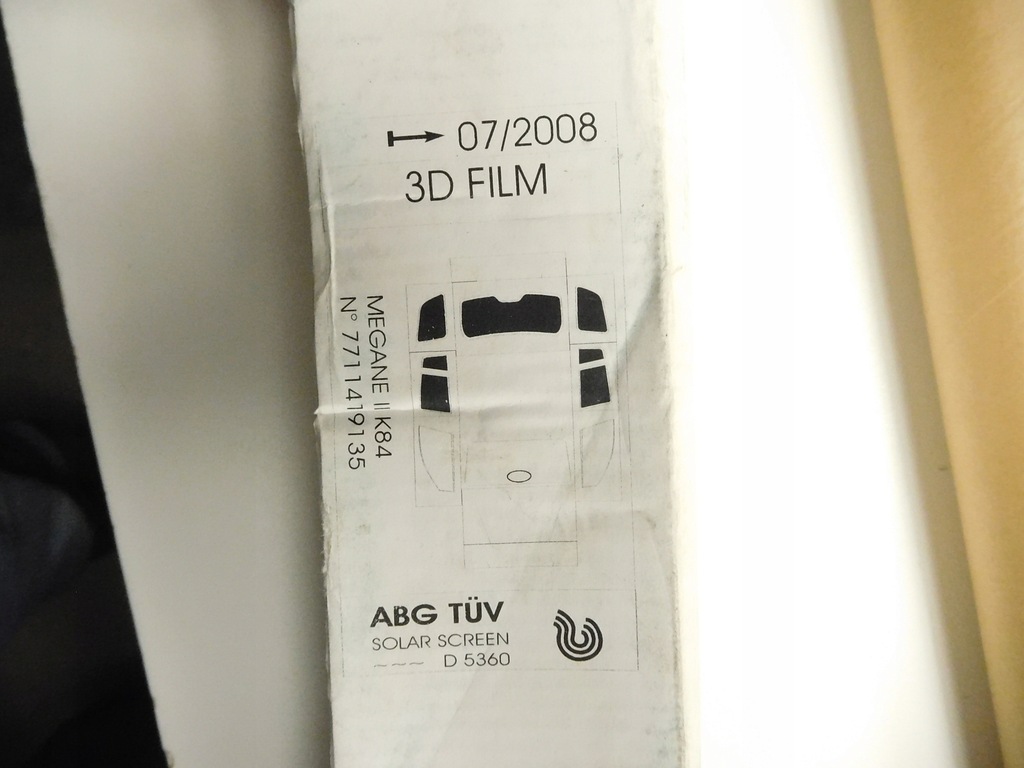 07/2008
3D FILM
MEGANE II K84
N° 7711419135
ABG TÜV
SOLAR SCREEN
~~~ D 5360